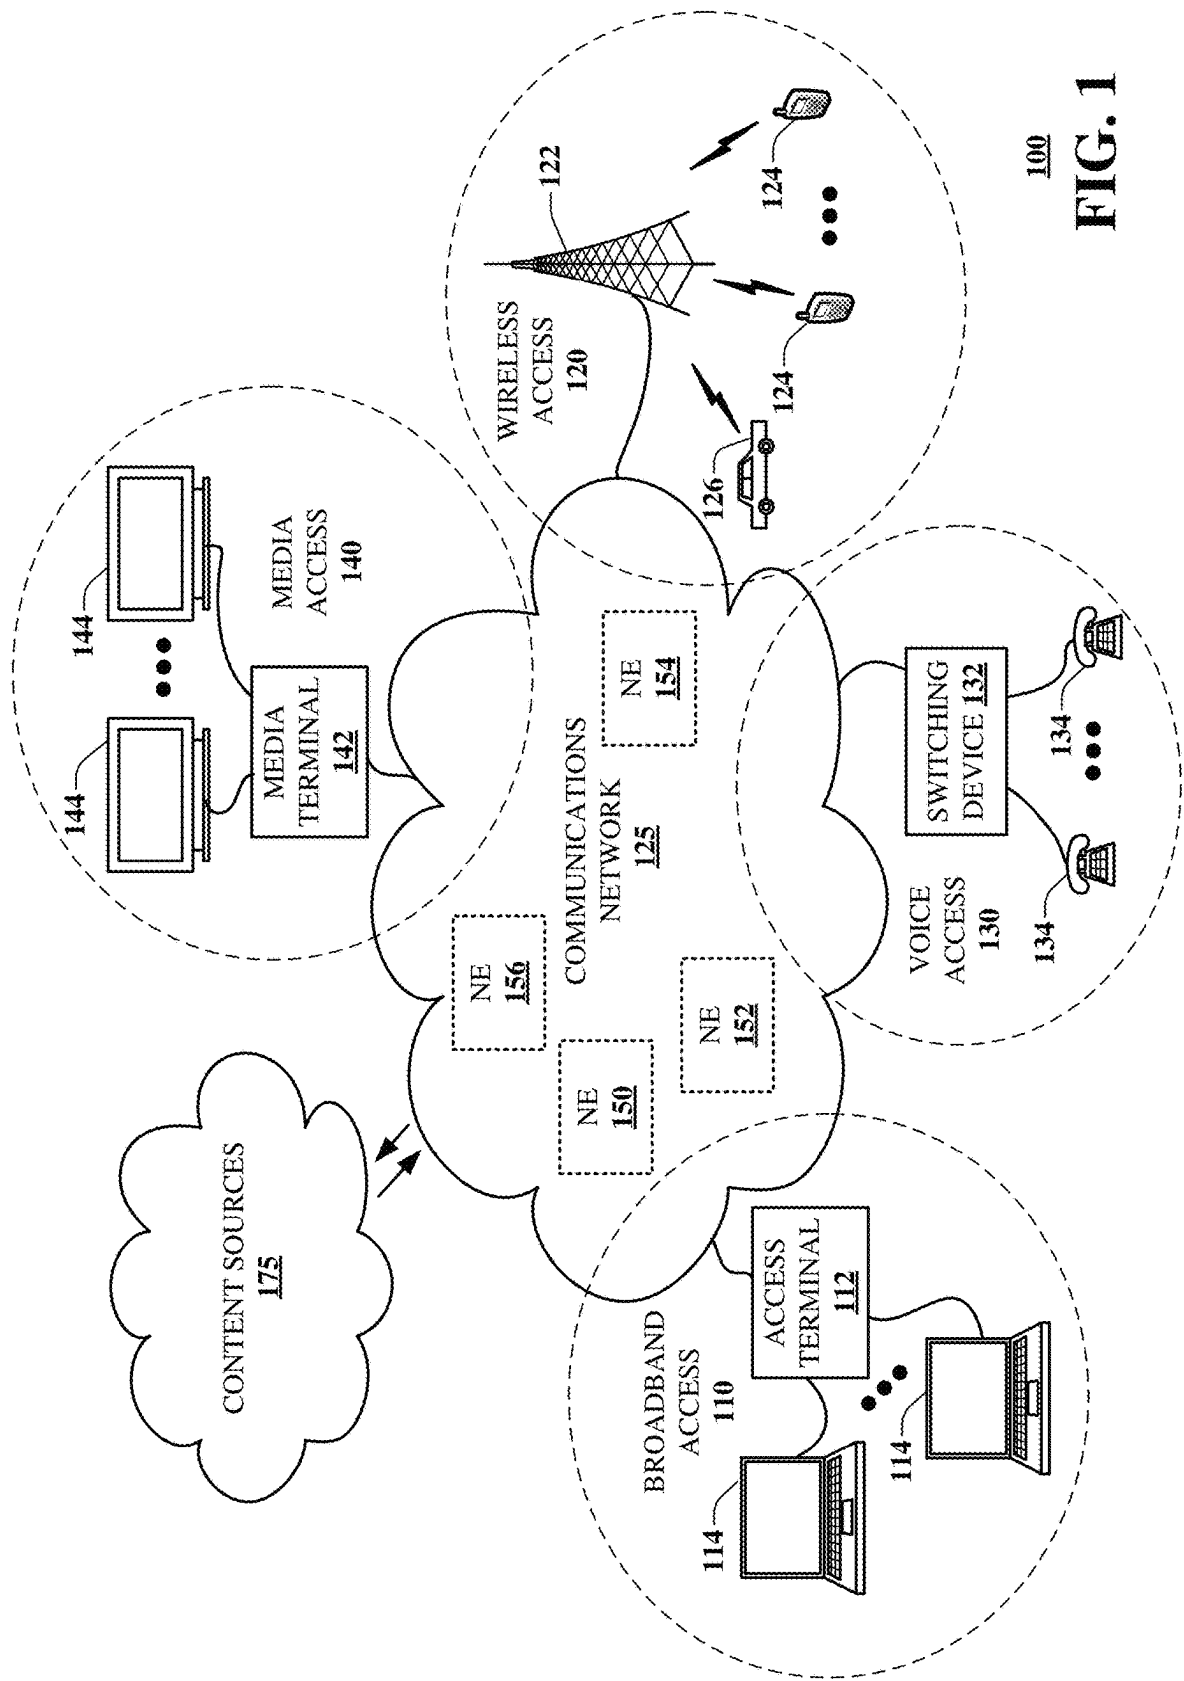 CONTENT SOURCES
175
144
144
MEDIA
TERMINAL
142
MEDIA
ACCESS
140
WIRELESS
ACCESS
120
122
124
124
126
COMMUNICATIONS
NETWORK
125
NE
156
NE
150
NE
152
NE
154
BROADBAND
ACCESS
110
ACCESS
TERMINAL
112
114
114
VOICE
ACCESS
130
SWITCHING
DEVICE 132
134
134
100
FIG. 1